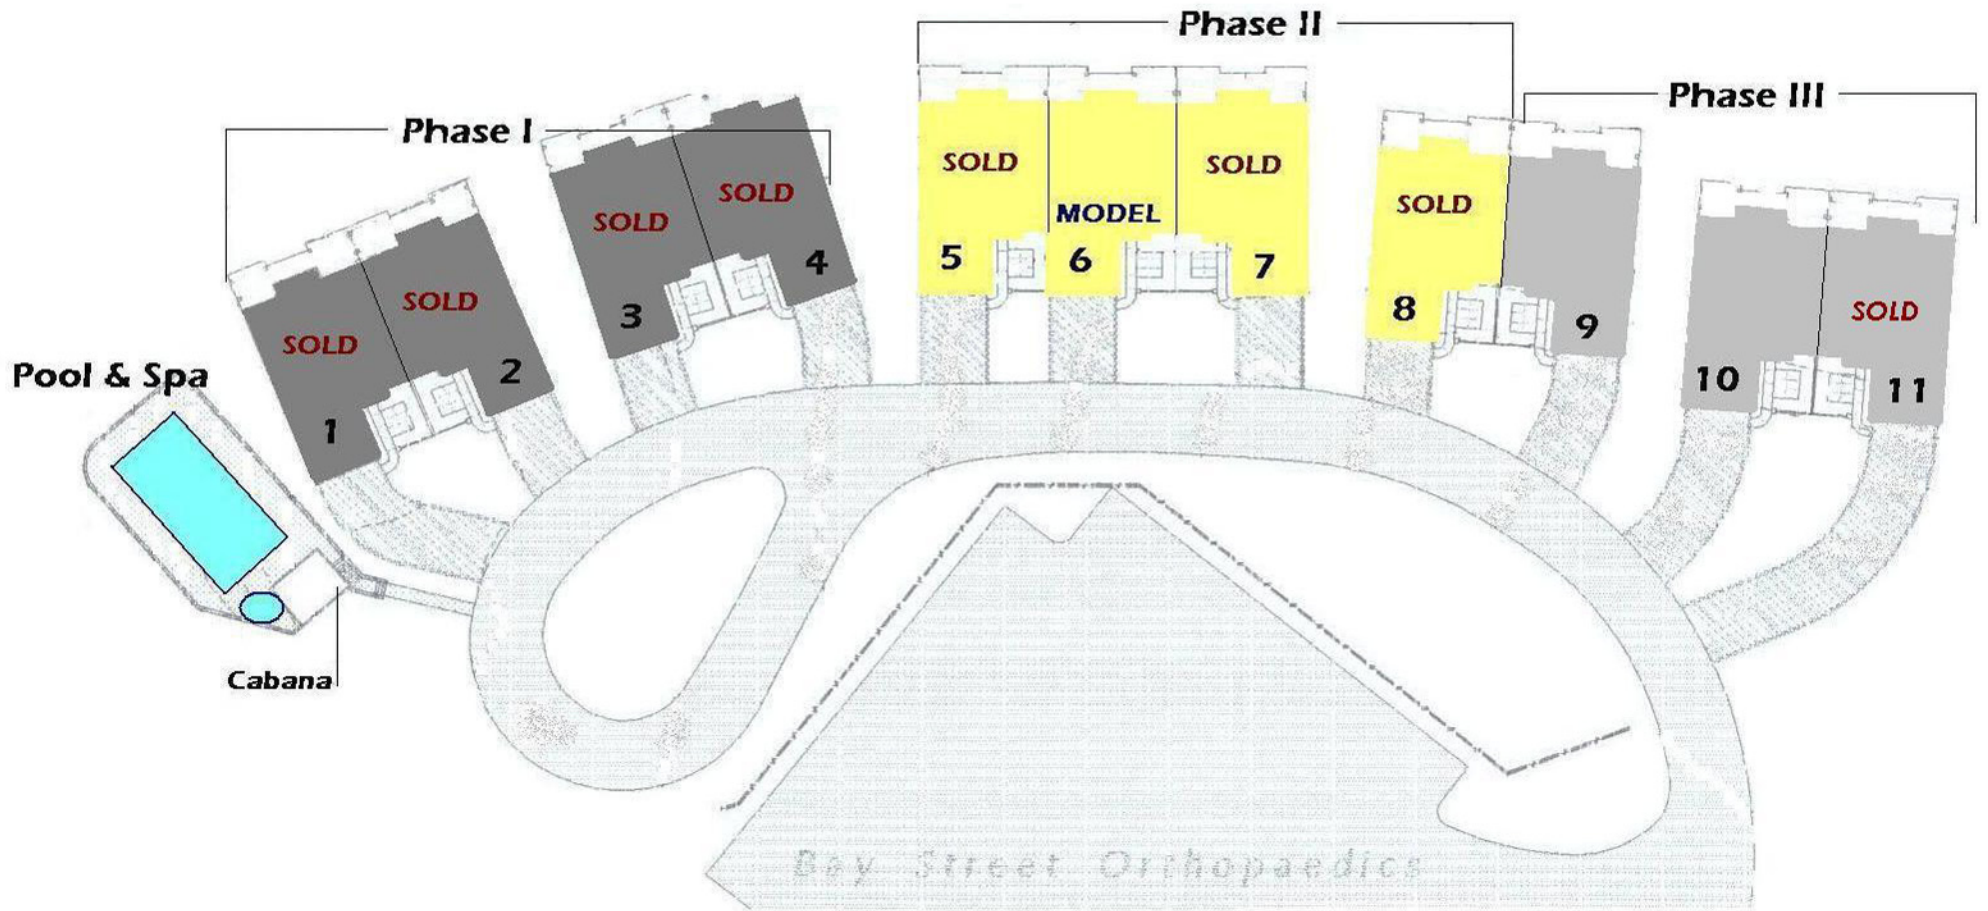 Phase I
Phase II
Phase III
SOLD
1
SOLD
2
SOLD
3
SOLD
4
SOLD
5
MODEL
6
SOLD
7
SOLD
8
9
10
SOLD
11
Pool & Spa
Cabana
Bay Street Orthopaedics